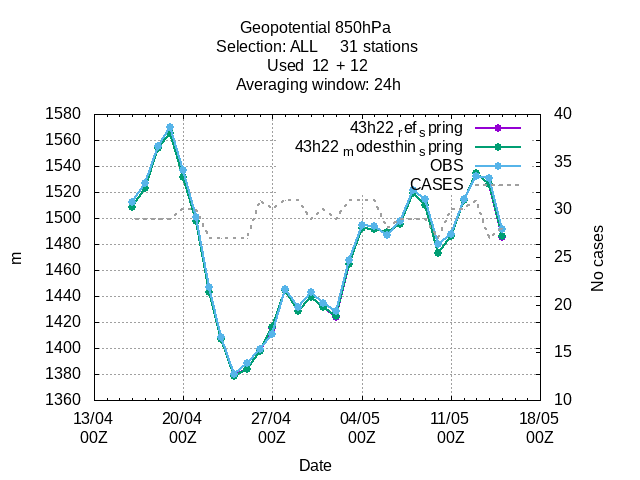 Geopotential 850hPa
Selection: ALL 31 stations
Used 12 + 12
Averaging window: 24h
1580
1560
1540
1520
1500
1480
1460
1440
1420
1400
1380
1360
m
40
35
30
25
20
15
10
No cases
43h22 ref spring
43h22 modesthin spring
OBS
CASES
13/04 20/04 27/04 04/05 11/05 18/05
00Z 00Z 00Z 00Z 00Z 00Z
Date